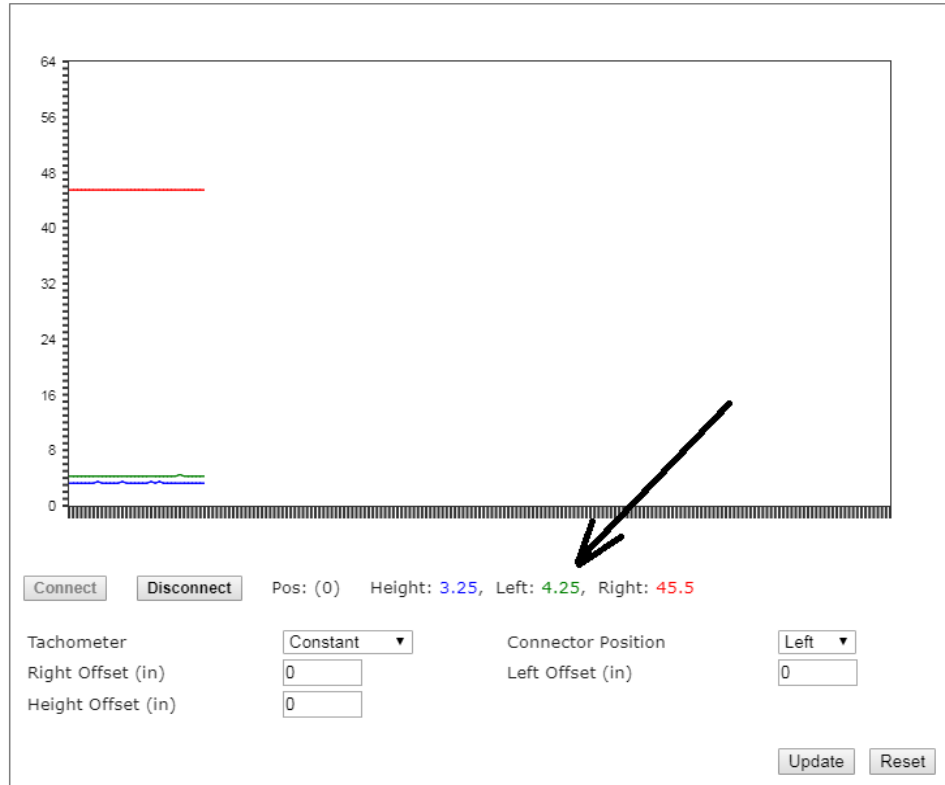 64
56
48
40
32
24
16
8
0
Connect Disconnect Pos: (0) Height: 3.25, Left: 4.25, Right: 45.5
Tachometer Constant Connector Position Left
Right Offset (in) 0 Left Offset (in) 0
Height Offset (in) 0
Update Reset